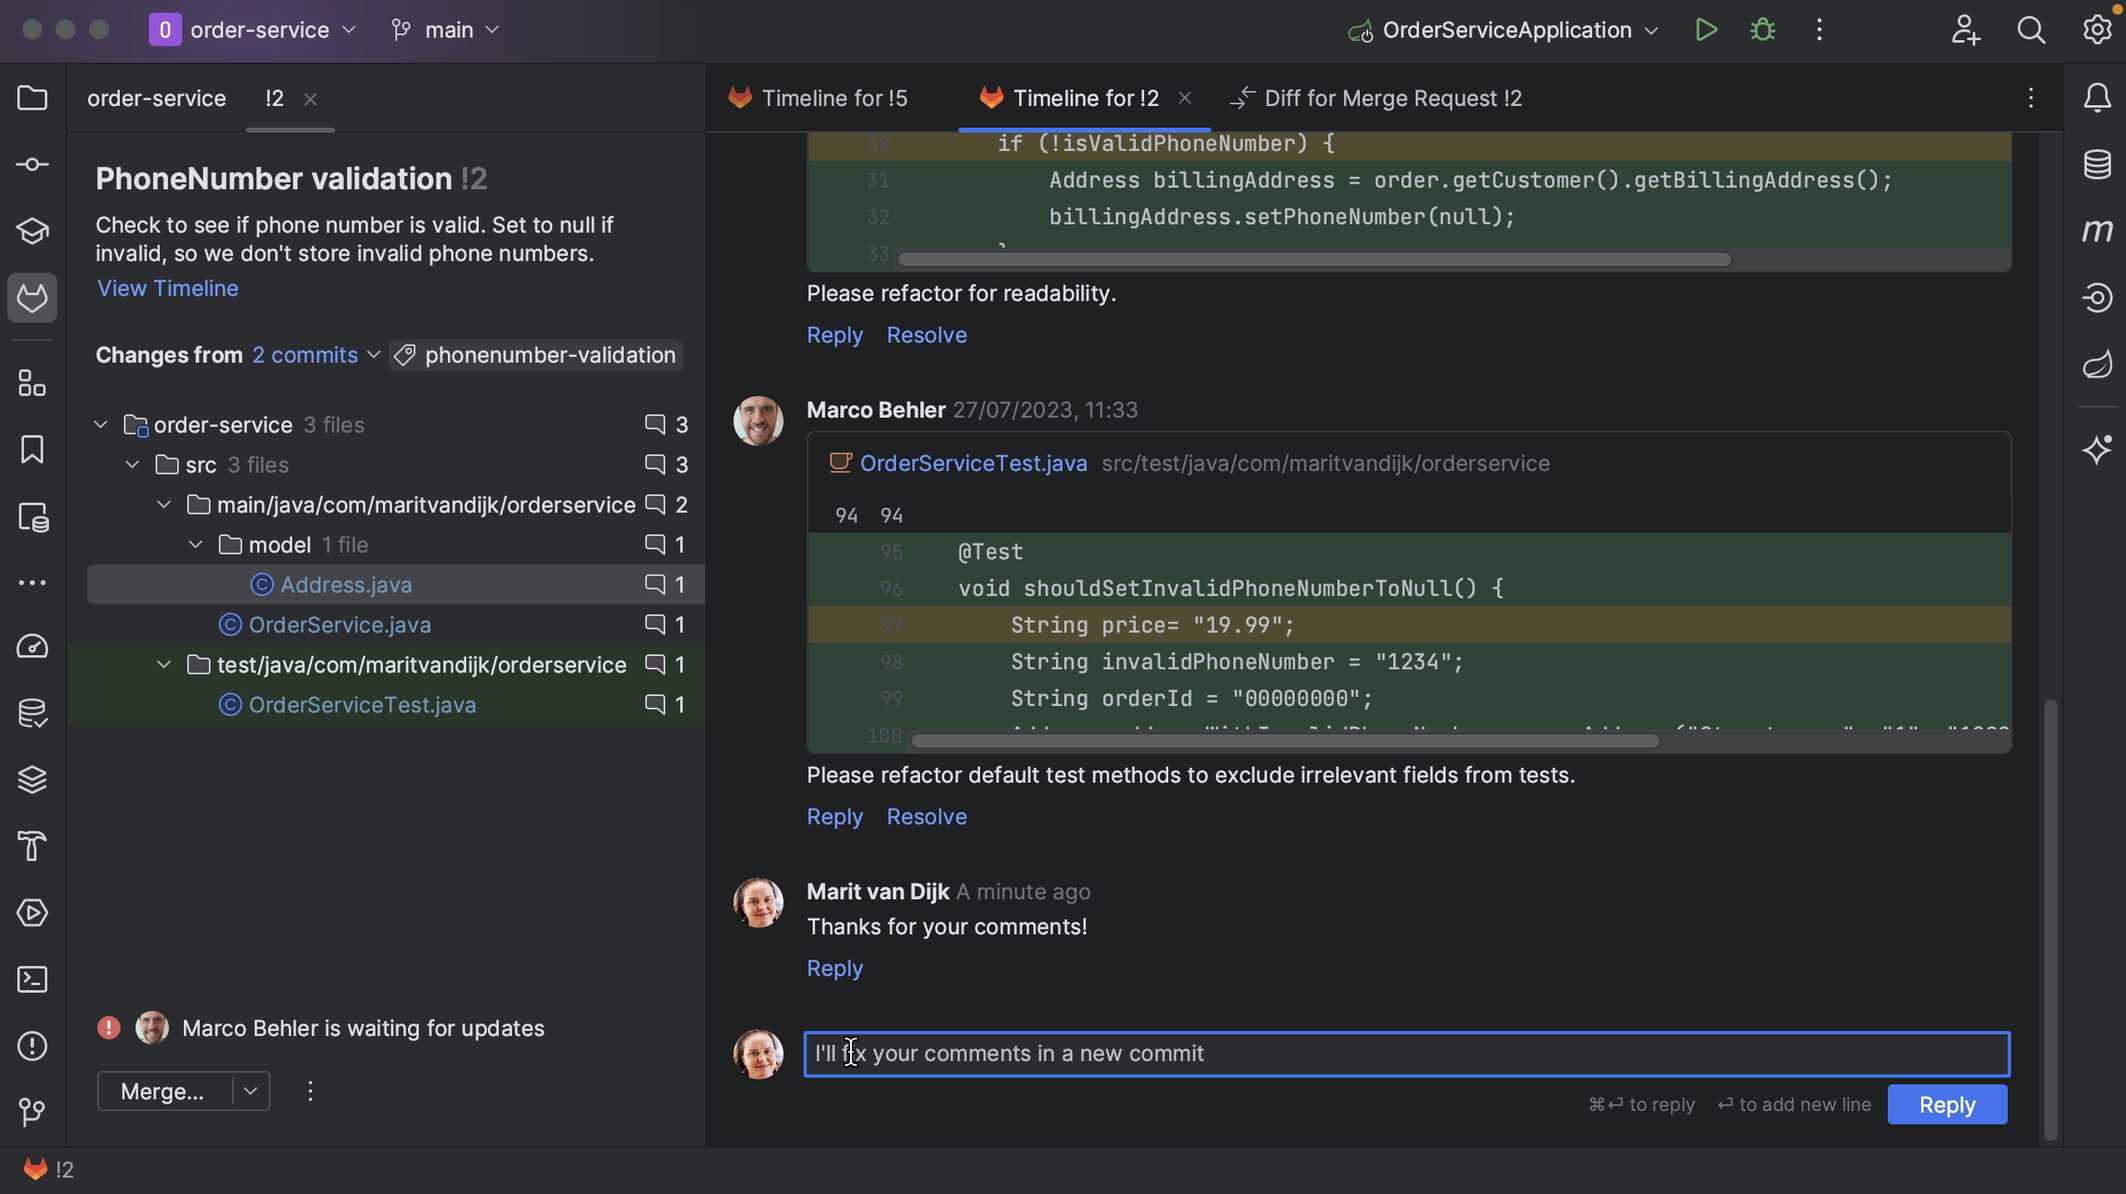 0 order-service main
OrderServiceApplication
order-service !2
PhoneNumber validation !2
Check to see if phone number is valid. Set to null if
invalid, so we don't store invalid phone numbers.
View Timeline
Changes from 2 commits phonenumber-validation
order-service 3 files 3
src 3 files 3
main/java/com/maritvandijk/orderservice 2
model 1 file 1
Address.java 1
OrderService.java 1
test/java/com/maritvandijk/orderservice 1
OrderServiceTest.java 1
Marco Behler is waiting for updates
Merge...
Timeline for !5 Timeline for !2 Diff for Merge Request !2
30 if (!isValidPhoneNumber) {
31 Address billingAddress = order.getCustomer().getBillingAddress();
32 billingAddress.setPhoneNumber(null);
33
Please refactor for readability.
Reply Resolve
Marco Behler 27/07/2023, 11:33
OrderServiceTest.java src/test/java/com/maritvandijk/orderservice
94 94
95 @Test
96 void shouldSetInvalidPhoneNumberToNull() {
97 String price= "19.99";
98 String invalidPhoneNumber = "1234";
99 String orderId = "00000000";
100
Please refactor default test methods to exclude irrelevant fields from tests.
Reply Resolve
Marit van Dijk A minute ago
Thanks for your comments!
Reply
I'll fix your comments in a new commit
⌘⏎ to reply ⏎ to add new line Reply
m
!2